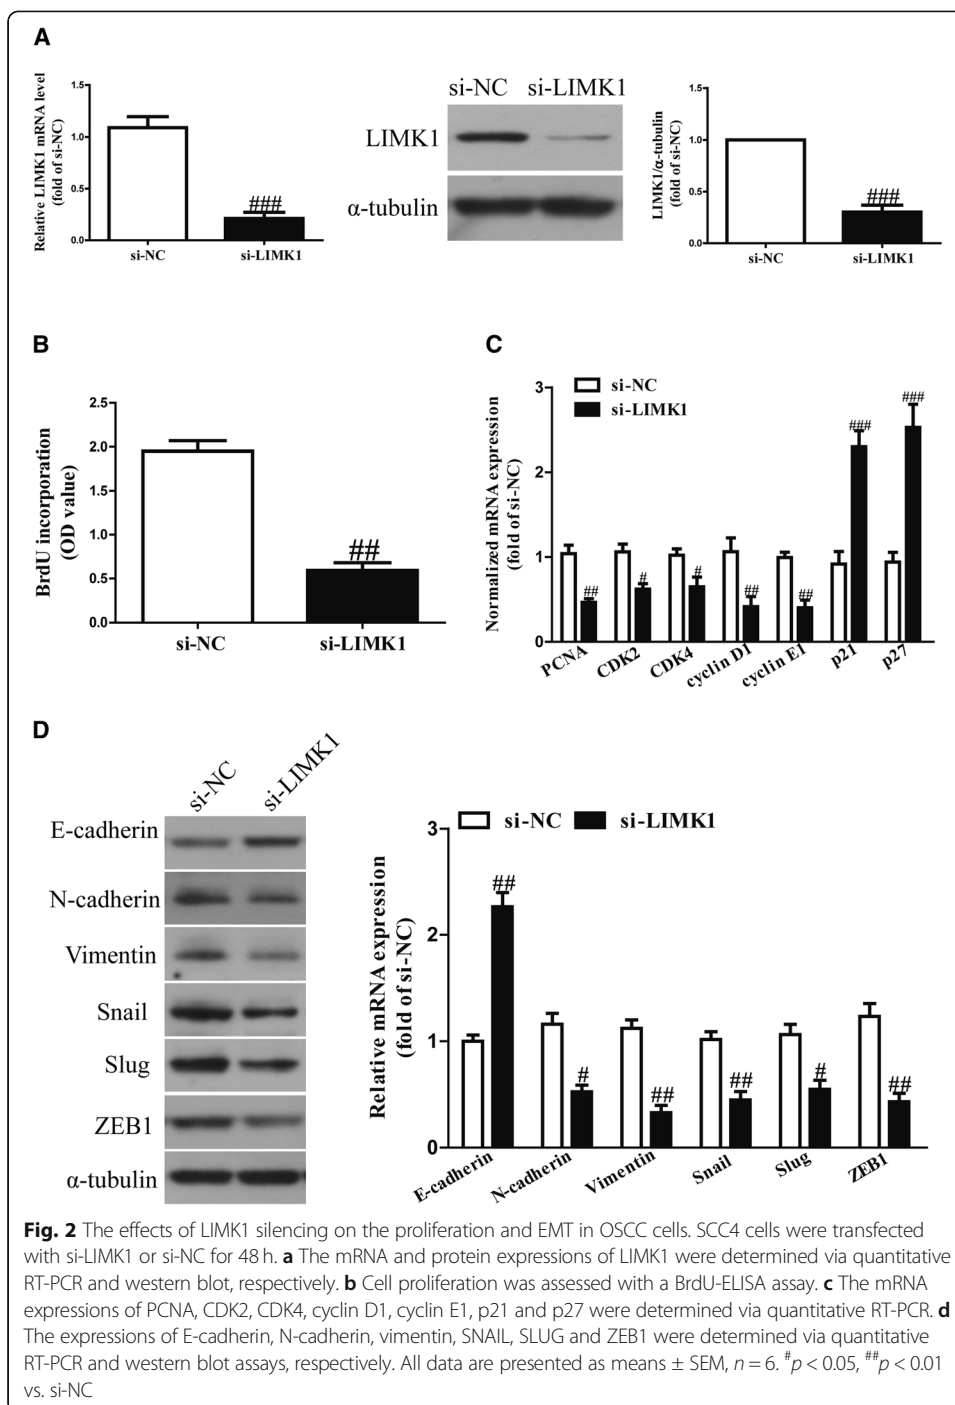 A
Relative LIMK1 mRNA level
(fold of si-NC)
1.5
1.0
0.5
0.0
###
si-NC
si-LIMK1
si-NC
si-LIMK1
LIMK1
α-tubulin
LIMK1/α-tubulin
(fold of si-NC)
1.5
1.0
0.5
0.0
###
si-NC
si-LIMK1
B
BrdU incorporation
(OD value)
2.5
2.0
1.5
1.0
0.5
0.0
##
si-NC
si-LIMK1
C
Normalized mRNA expression
(fold of si-NC)
3
2
1
0
si-NC
si-LIMK1
##
#
#
##
##
###
###
PCNA
CDK2
CDK4
cyclin D1
cyclin E1
p21
p27
D
si-NC
si-LIMK1
E-cadherin
N-cadherin
Vimentin
Snail
Slug
ZEB1
α-tubulin
Relative mRNA expression
(fold of si-NC)
3
2
1
0
si-NC
si-LIMK1
##
#
##
##
#
##
E-cadherin
N-cadherin
Vimentin
Snail
Slug
ZEB1
Fig. 2 The effects of LIMK1 silencing on the proliferation and EMT in OSCC cells. SCC4 cells were transfected
with si-LIMK1 or si-NC for 48 h. a The mRNA and protein expressions of LIMK1 were determined via quantitative
RT-PCR and western blot, respectively. b Cell proliferation was assessed with a BrdU-ELISA assay. c The mRNA
expressions of PCNA, CDK2, CDK4, cyclin D1, cyclin E1, p21 and p27 were determined via quantitative RT-PCR. d
The expressions of E-cadherin, N-cadherin, vimentin, SNAIL, SLUG and ZEB1 were determined via quantitative
RT-PCR and western blot assays, respectively. All data are presented as means ± SEM, n = 6. #p < 0.05, ##p < 0.01
vs. si-NC